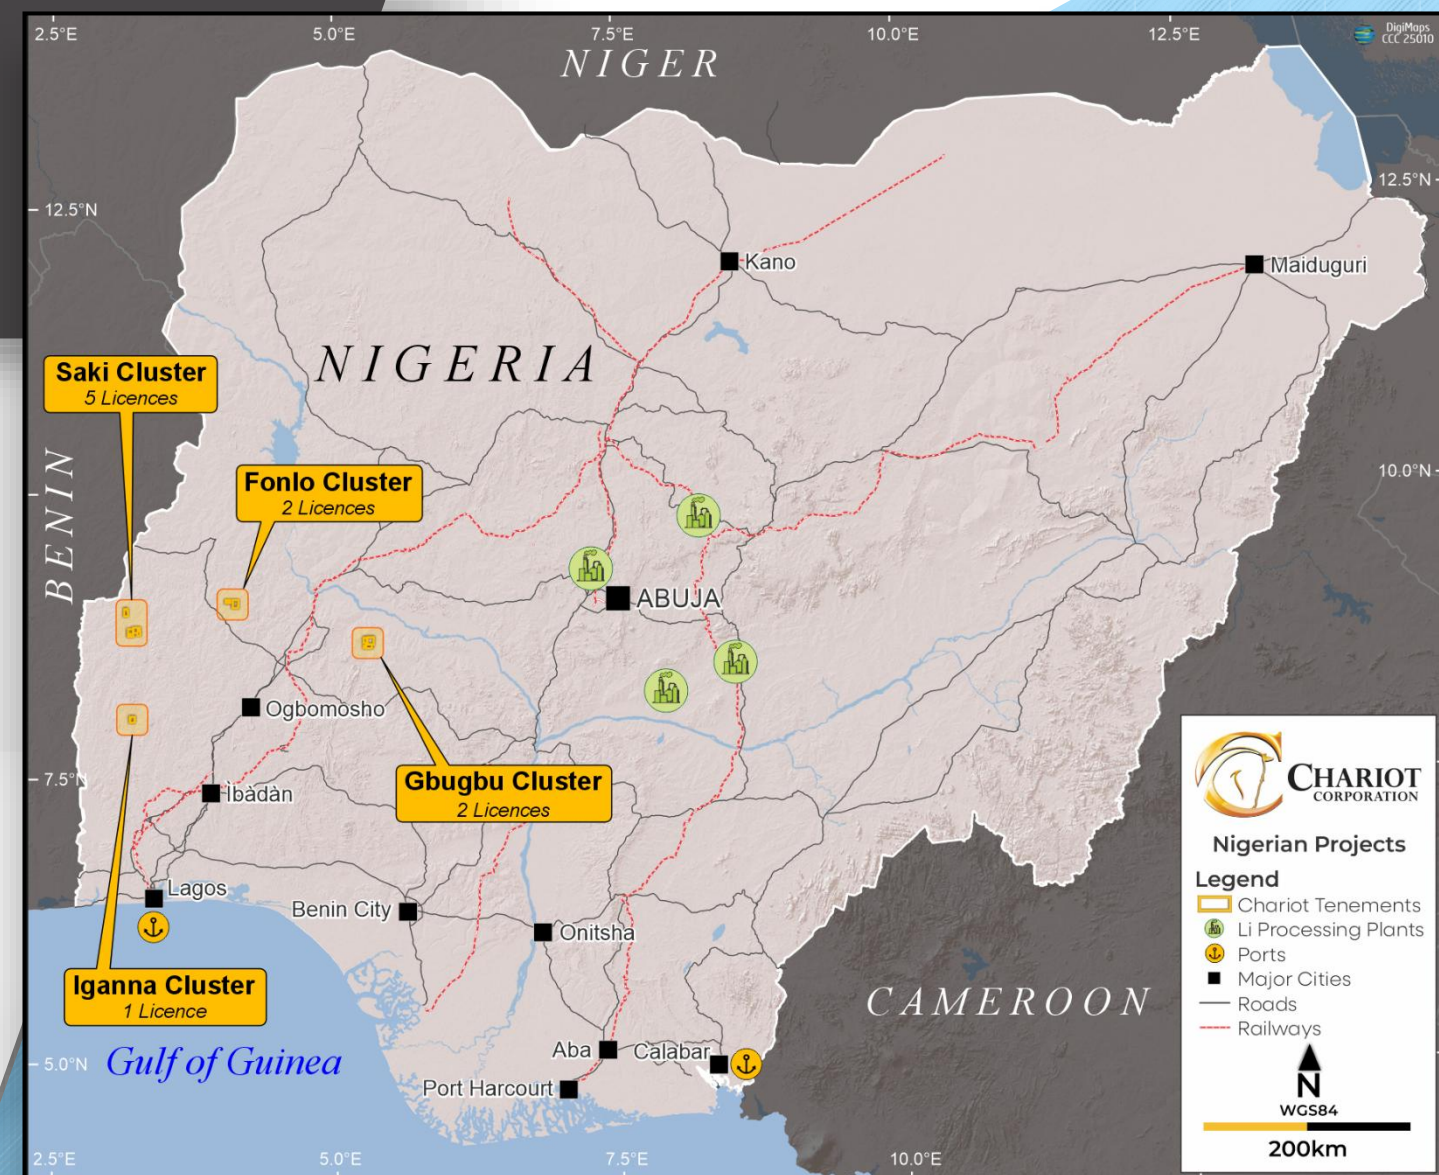 2.5°E
5.0°E
7.5°E
10.0°E
12.5°E
DigiMaps
CCC 25010
NIGER
12.5°N
12.5°N
Kano
Maiduguri
NIGERIA
Saki Cluster
5 Licences
BENIN
Fonlo Cluster
2 Licences
10.0°N
ABUJA
Ogbomosho
7.5°N
Ìbàdàn
Gbugbu Cluster
2 Licences
Lagos
Benin City
Onitsha
Iganna Cluster
1 Licence
CAMEROON
5.0°N
Gulf of Guinea
Aba
Calabar
Port Harcourt
2.5°E
5.0°E
7.5°E
10.0°E
CHARIOT
CORPORATION
Nigerian Projects
Legend
Chariot Tenements
Li Processing Plants
Ports
Major Cities
Roads
Railways
N
WGS84
200km